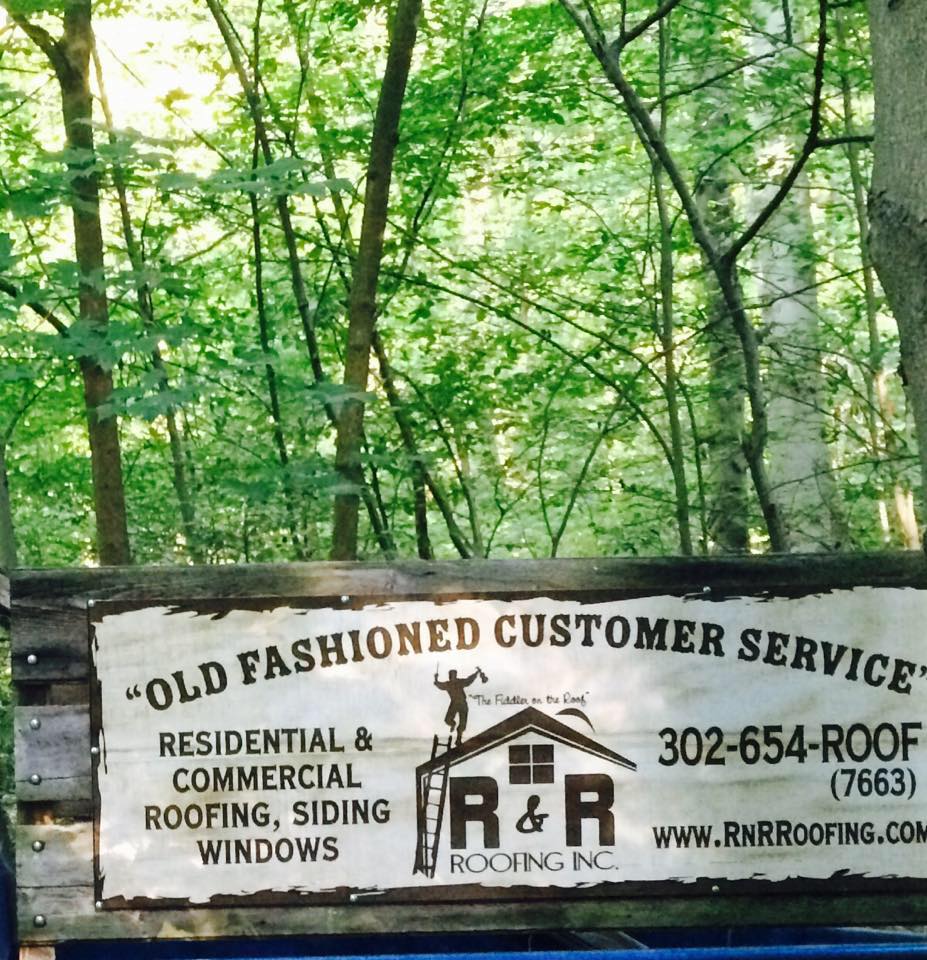 "OLD FASHIONED CUSTOMER SERVICE"
RESIDENTIAL &
COMMERCIAL
ROOFING, SIDING
WINDOWS
"The Fiddler on the Roof"
R & R
ROOFING INC.
302-654-ROOF
(7663)
WWW.RNRROOFING.COM